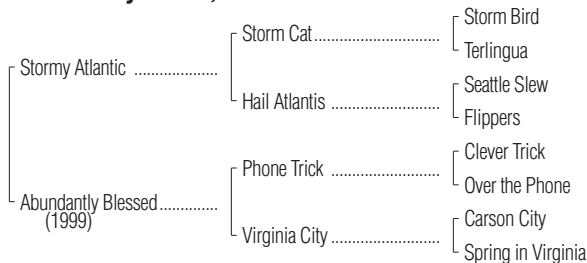 Storm Bird
Storm Cat
Terlingua
Stormy Atlantic
Seattle Slew
Hail Atlantis
Flippers
Clever Trick
Phone Trick
Over the Phone
Abundantly Blessed
(1999)
Carson City
Virginia City
Spring in Virginia